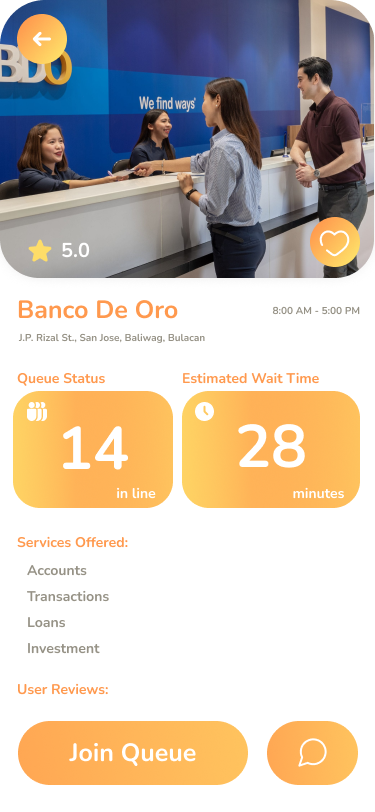 BDO
We find ways®
5.0
Banco De Oro
8:00 AM - 5:00 PM
J.P. Rizal St., San Jose, Baliwag, Bulacan
Queue Status
Estimated Wait Time
14
28
in line
minutes
Services Offered:
Accounts
Transactions
Loans
Investment
User Reviews:
Join Queue